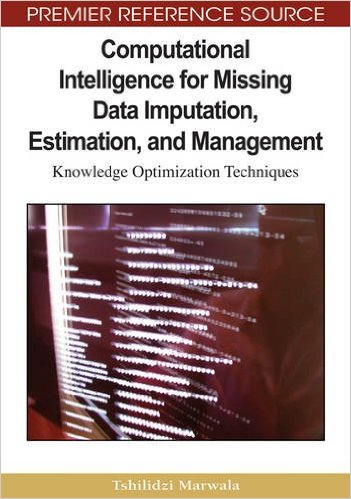 PREMIER REFERENCE SOURCE
Computational
Intelligence for Missing
Data Imputation,
Estimation, and Management
Knowledge Optimization Techniques
Tshilidzi Marwala